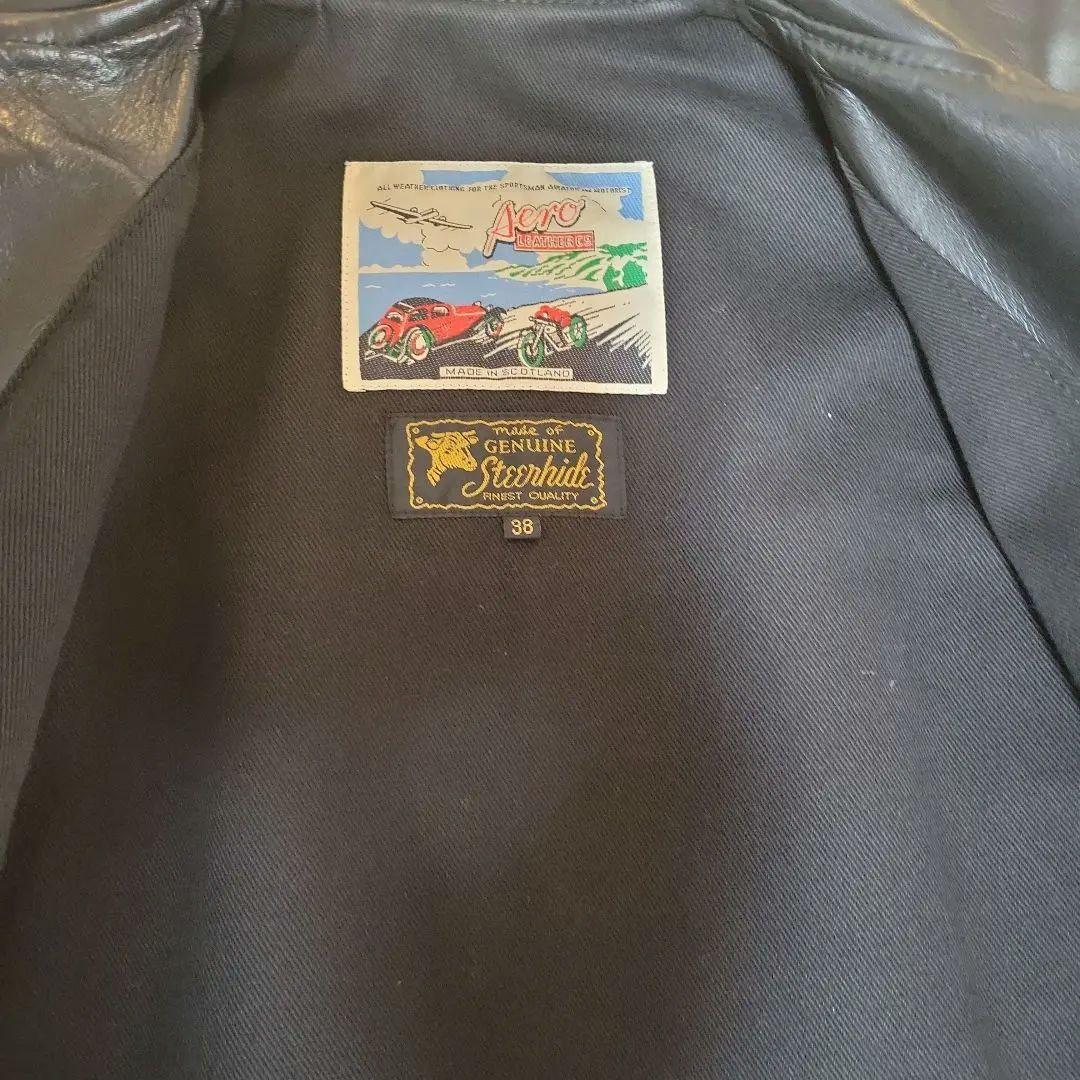 ALL WEATHER CLOTHING FOR THE SPORTSMAN AVIATOR AND MOTORIST
Aero
LEATHER CO
MADE IN SCOTLAND
made of
GENUINE
Steerhide
FINEST QUALITY
38